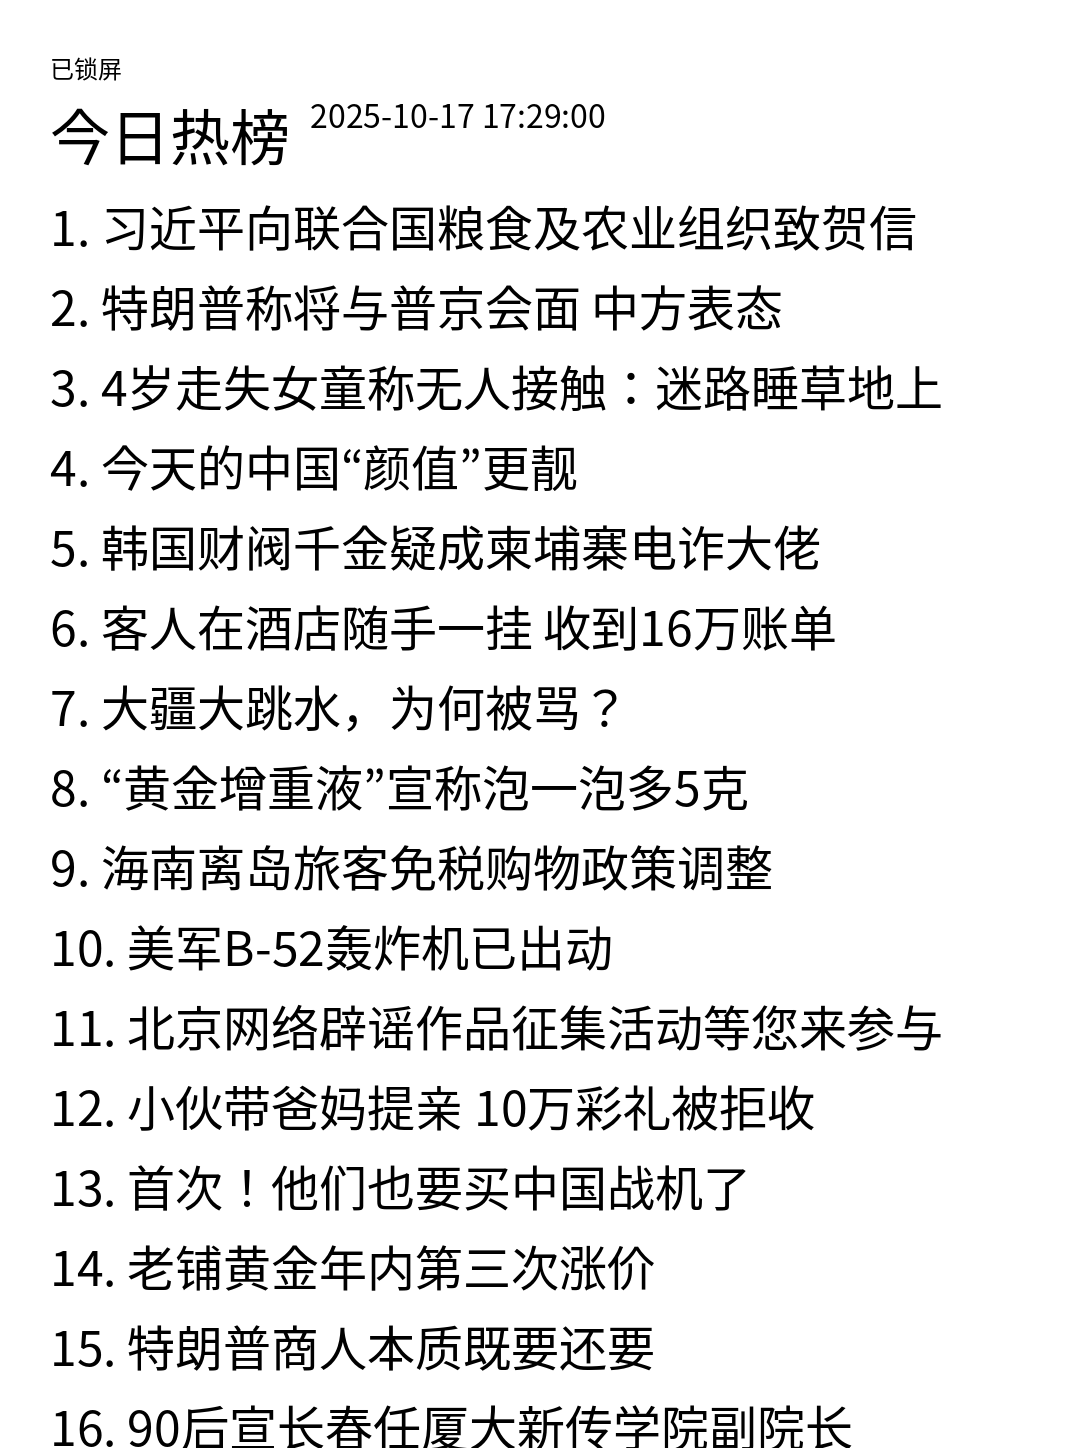 已锁屏
今日热榜 2025-10-17 17:29:00
1. 习近平向联合国粮食及农业组织致贺信
2. 特朗普称将与普京会面 中方表态
3. 4岁走失女童称无人接触：迷路睡草地上
4. 今天的中国“颜值”更靓
5. 韩国财阀千金疑成柬埔寨电诈大佬
6. 客人在酒店随手一挂 收到16万账单
7. 大疆大跳水，为何被骂？
8. “黄金增重液”宣称泡一泡多5克
9. 海南离岛旅客免税购物政策调整
10. 美军B-52轰炸机已出动
11. 北京网络辟谣作品征集活动等您来参与
12. 小伙带爸妈提亲 10万彩礼被拒收
13. 首次！他们也要买中国战机了
14. 老铺黄金年内第三次涨价
15. 特朗普商人本质既要还要
16. 90后宣长春任厦大新传学院副院长